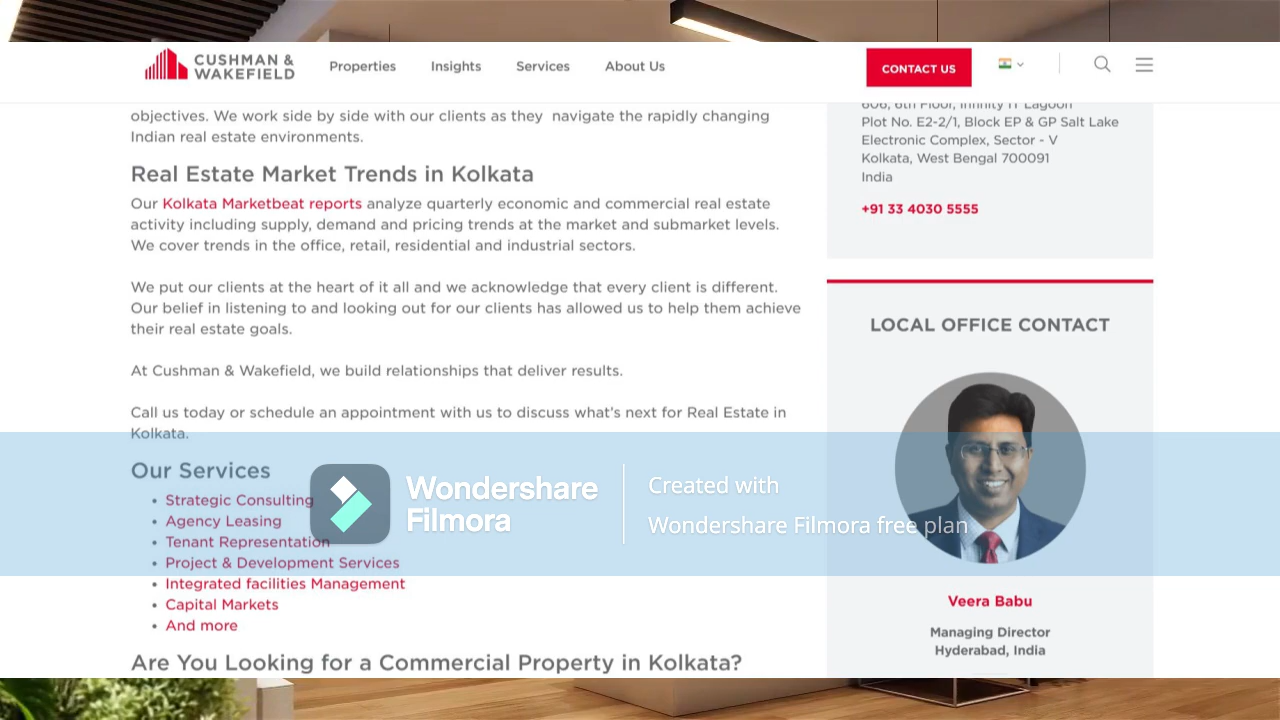 CUSHMAN &
WAKEFIELD
Properties
Insights
Services
About Us
CONTACT US
objectives. We work side by side with our clients as they navigate the rapidly changing
Indian real estate environments.
Real Estate Market Trends in Kolkata
Our Kolkata Marketbeat reports analyze quarterly economic and commercial real estate
activity including supply, demand and pricing trends at the market and submarket levels.
We cover trends in the office, retail, residential and industrial sectors.
We put our clients at the heart of it all and we acknowledge that every client is different.
Our belief in listening to and looking out for our clients has allowed us to help them achieve
their real estate goals.
At Cushman & Wakefield, we build relationships that deliver results.
Call us today or schedule an appointment with us to discuss what's next for Real Estate in
Kolkata.
Our Services
• Strategic Consulting
• Agency Leasing
• Tenant Representation
• Project & Development Services
• Integrated facilities Management
• Capital Markets
• And more
Are You Looking for a Commercial Property in Kolkata?
606, 6th Floor, Infinity IT Lagoon
Plot No. E2-2/1, Block EP & GP Salt Lake
Electronic Complex, Sector - V
Kolkata, West Bengal 700091
India
+91 33 4030 5555
LOCAL OFFICE CONTACT
Veera Babu
Managing Director
Hyderabad, India
Wondershare
Filmora
Created with
Wondershare Filmora free plan